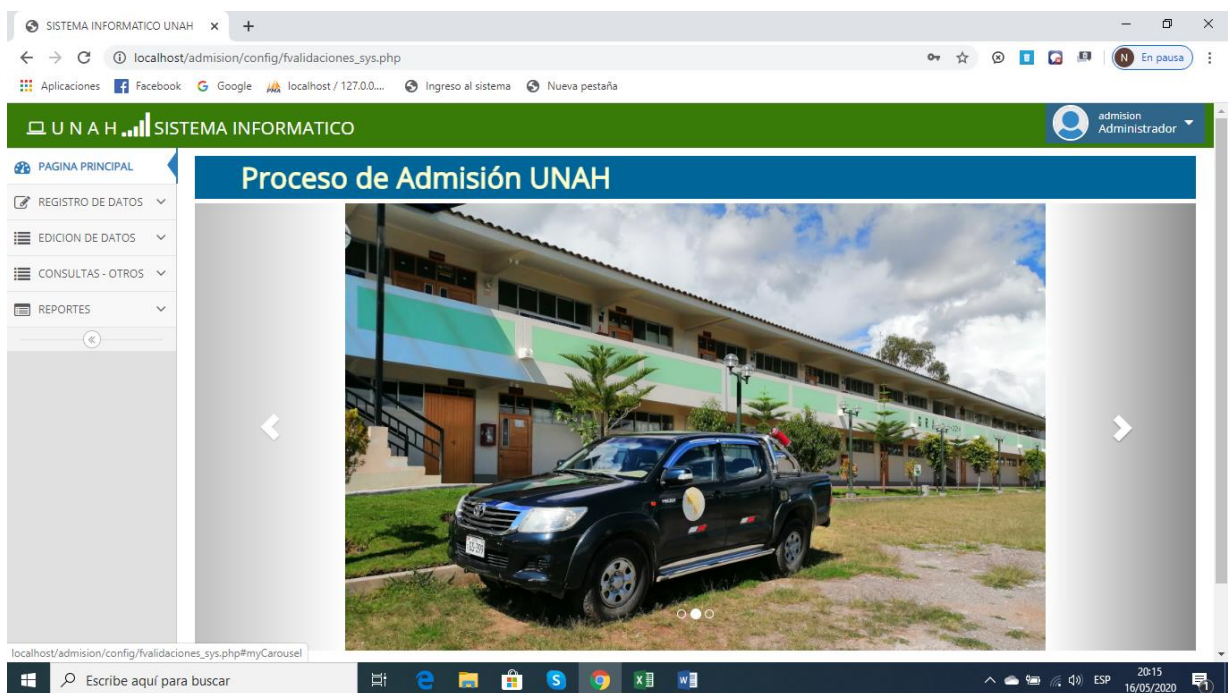 SISTEMA INFORMATICO UNAH
localhost/admision/config/fvalidaciones_sys.php
N En pausa
Aplicaciones Facebook Google localhost / 127.0.0.... Ingreso al sistema Nueva pestaña
U N A H SISTEMA INFORMATICO
admision
Administrador
PAGINA PRINCIPAL
REGISTRO DE DATOS
EDICION DE DATOS
CONSULTAS - OTROS
REPORTES
Proceso de Admisión UNAH
localhost/admision/config/fvalidaciones_sys.php#myCarousel
Escribe aquí para buscar
ESP
20:15
16/05/2020